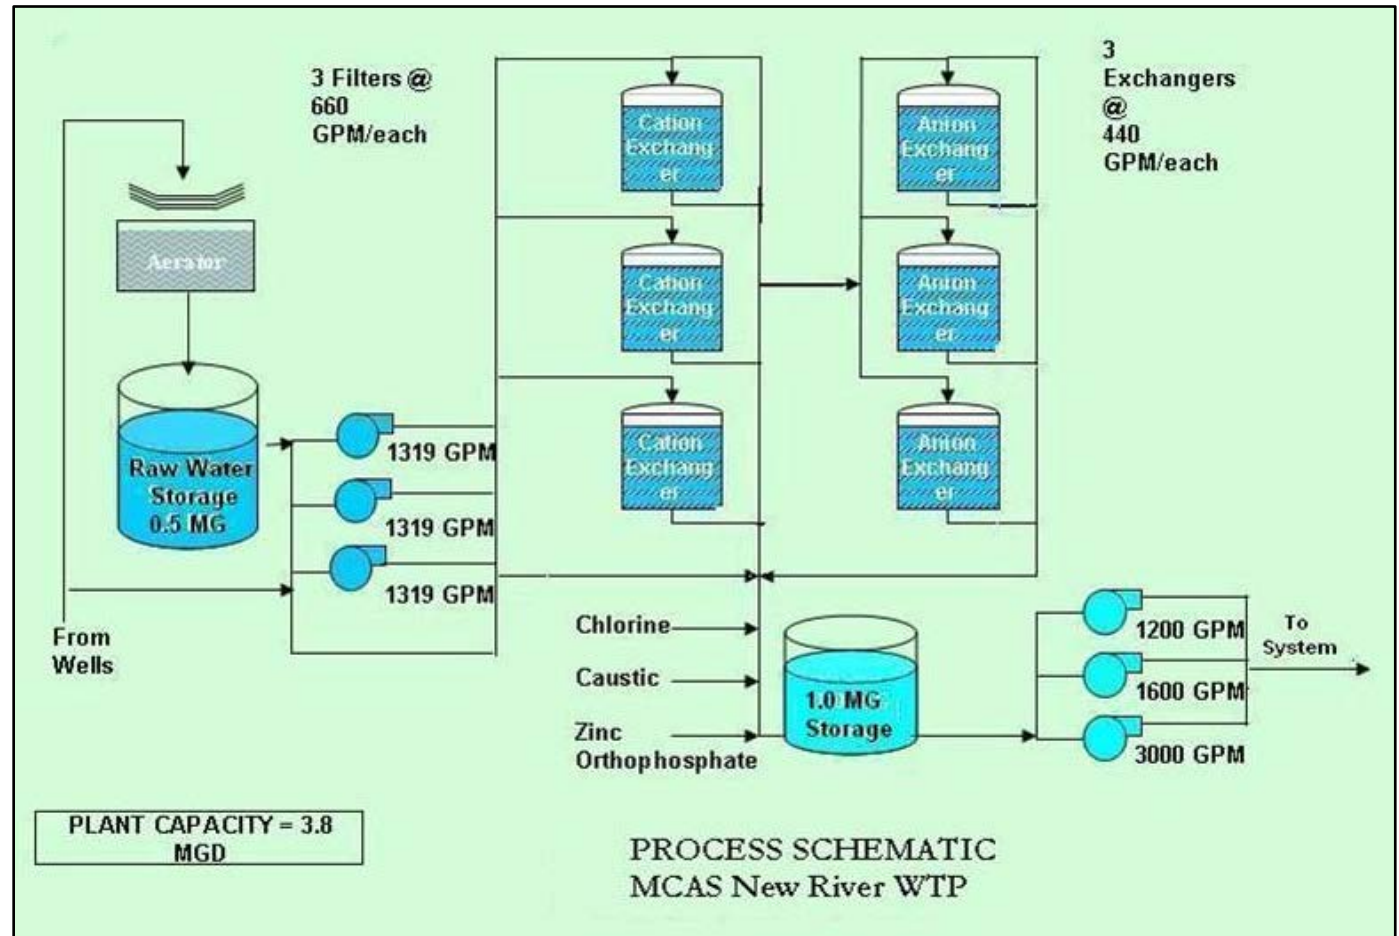 3 Filters @
660
GPM/each
3
Exchangers
@
440
GPM/each
Cation
Exchang
er
Anion
Exchang
er
Aerator
Cation
Exchang
er
Anion
Exchang
er
Cation
Exchang
er
Anion
Exchang
er
Raw Water
Storage
0.5 MG
1319 GPM
1319 GPM
1319 GPM
From
Wells
Chlorine
Caustic
Zinc
Orthophosphate
1.0 MG
Storage
1200 GPM
1600 GPM
3000 GPM
To
System
PLANT CAPACITY = 3.8
MGD
PROCESS SCHEMATIC
MCAS New River WTP